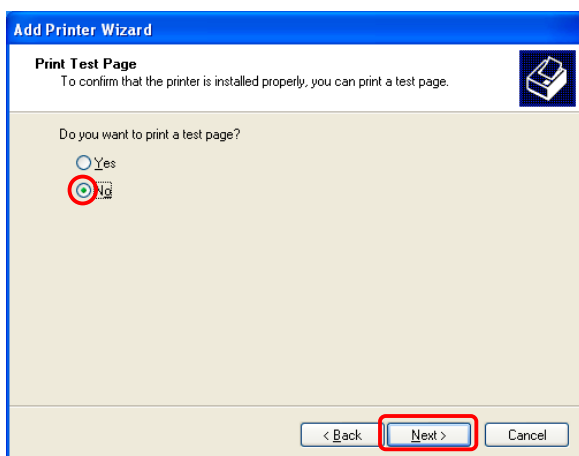 Add Printer Wizard
Print Test Page
To confirm that the printer is installed properly, you can print a test page.
Do you want to print a test page?
Yes
No
< Back
Next >
Cancel